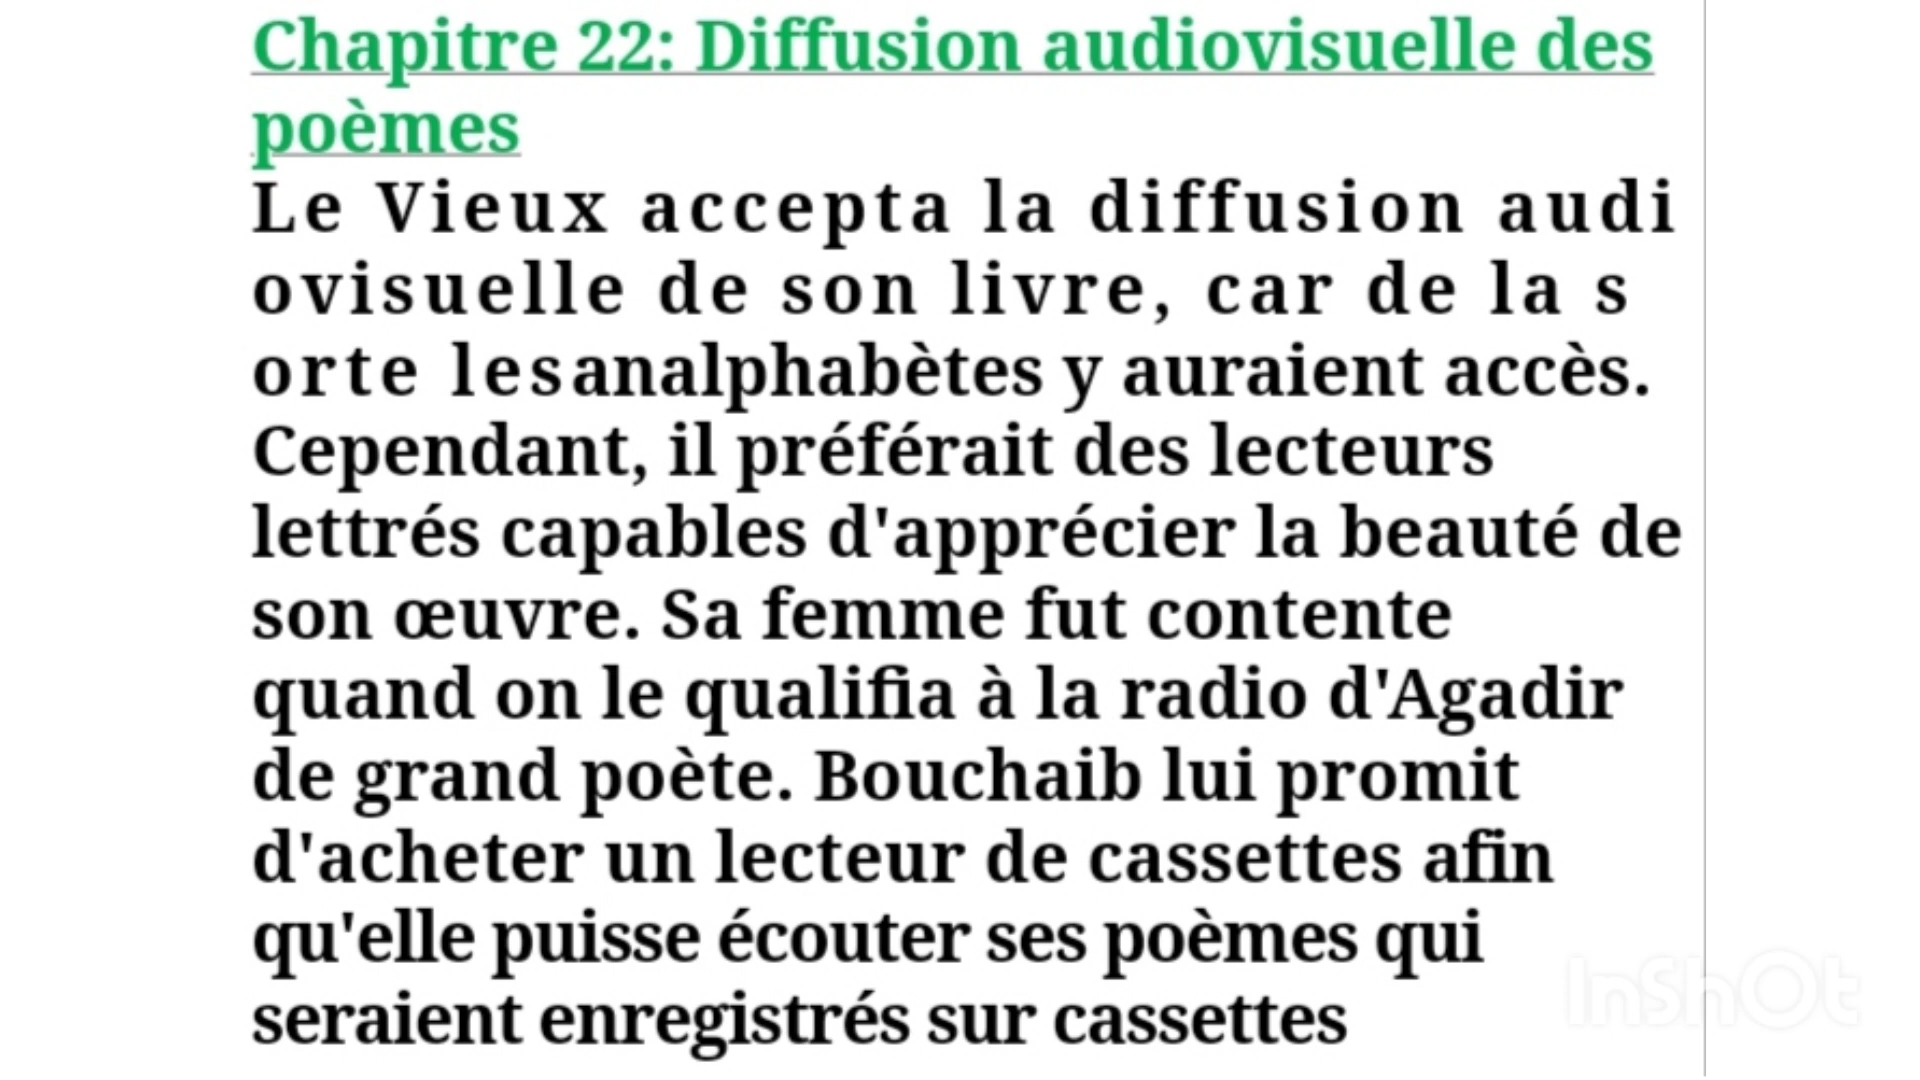 Chapitre 22: Diffusion audiovisuelle des
poèmes
Le Vieux accepta la diffusion audi
ovisuelle de son livre, car de la s
orte lesanalphabètes y auraient accès.
Cependant, il préférait des lecteurs
lettrés capables d'apprécier la beauté de
son œuvre. Sa femme fut contente
quand on le qualifia à la radio d'Agadir
de grand poète. Bouchaib lui promit
d'acheter un lecteur de cassettes afin
qu'elle puisse écouter ses poèmes qui
seraient enregistrés sur cassettes
InShOt